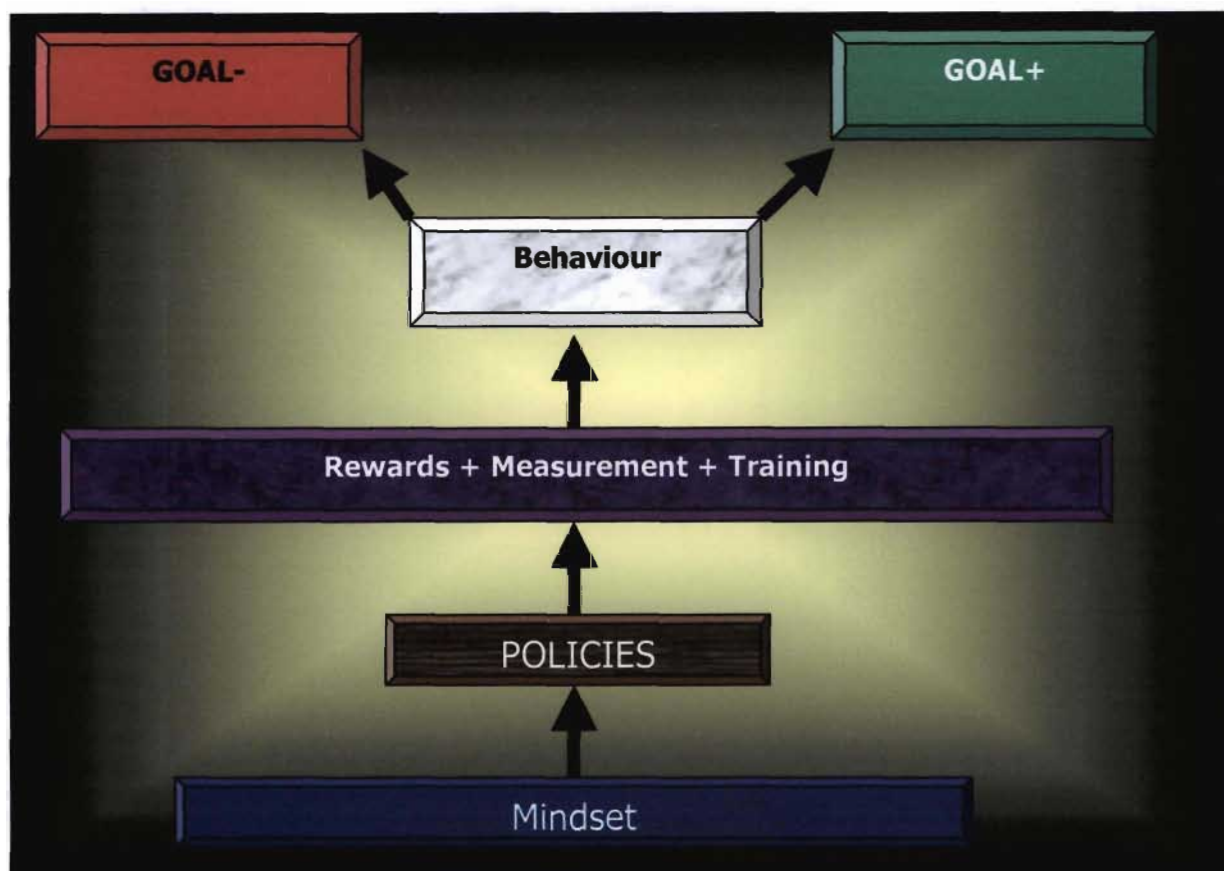 GOAL-
GOAL+
Behaviour
Rewards + Measurement + Training
POLICIES
Mindset